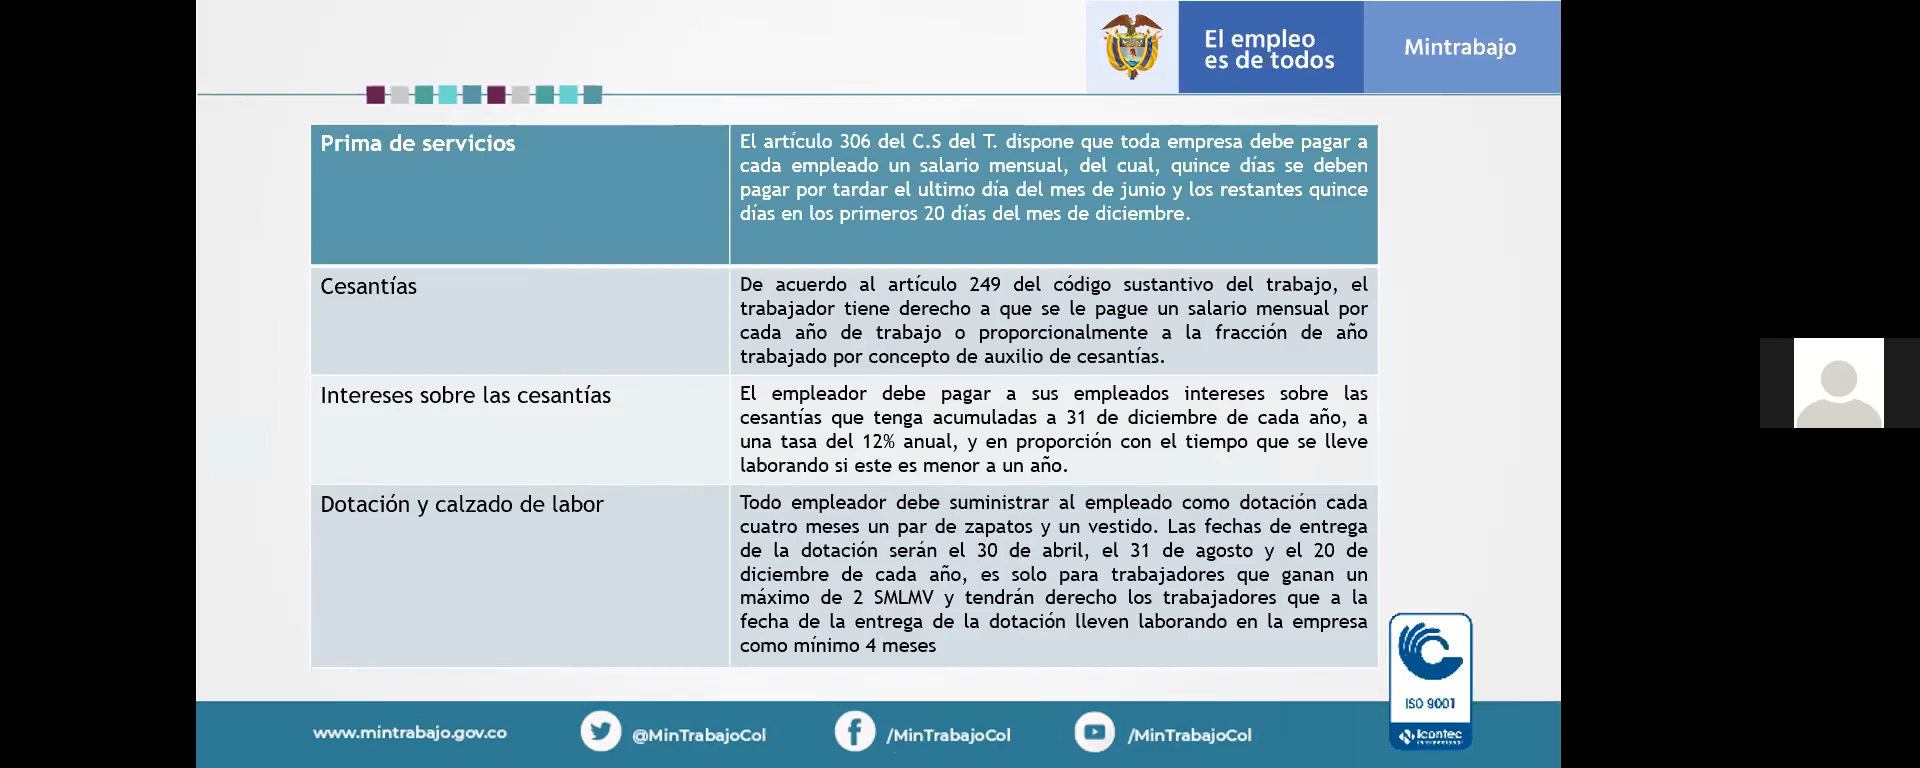 El empleo
es de todos
Mintrabajo
Prima de servicios
El artículo 306 del C.S del T. dispone que toda empresa debe pagar a
cada empleado un salario mensual, del cual, quince días se deben
pagar por tardar el ultimo día del mes de junio y los restantes quince
días en los primeros 20 días del mes de diciembre.
Cesantías
De acuerdo al artículo 249 del código sustantivo del trabajo, el
trabajador tiene derecho a que se le pague un salario mensual por
cada año de trabajo o proporcionalmente a la fracción de año
trabajado por concepto de auxilio de cesantías.
Intereses sobre las cesantías
El empleador debe pagar a sus empleados intereses sobre las
cesantías que tenga acumuladas a 31 de diciembre de cada año, a
una tasa del 12% anual, y en proporción con el tiempo que se lleve
laborando si este es menor a un año.
Dotación y calzado de labor
Todo empleador debe suministrar al empleado como dotación cada
cuatro meses un par de zapatos y un vestido. Las fechas de entrega
de la dotación serán el 30 de abril, el 31 de agosto y el 20 de
diciembre de cada año, es solo para trabajadores que ganan un
máximo de 2 SMLMV y tendrán derecho los trabajadores que a la
fecha de la entrega de la dotación lleven laborando en la empresa
como mínimo 4 meses
ISO 9001
icontec
internacional
www.mintrabajo.gov.co
@MinTrabajoCol
/MinTrabajoCol
/MinTrabajoCol